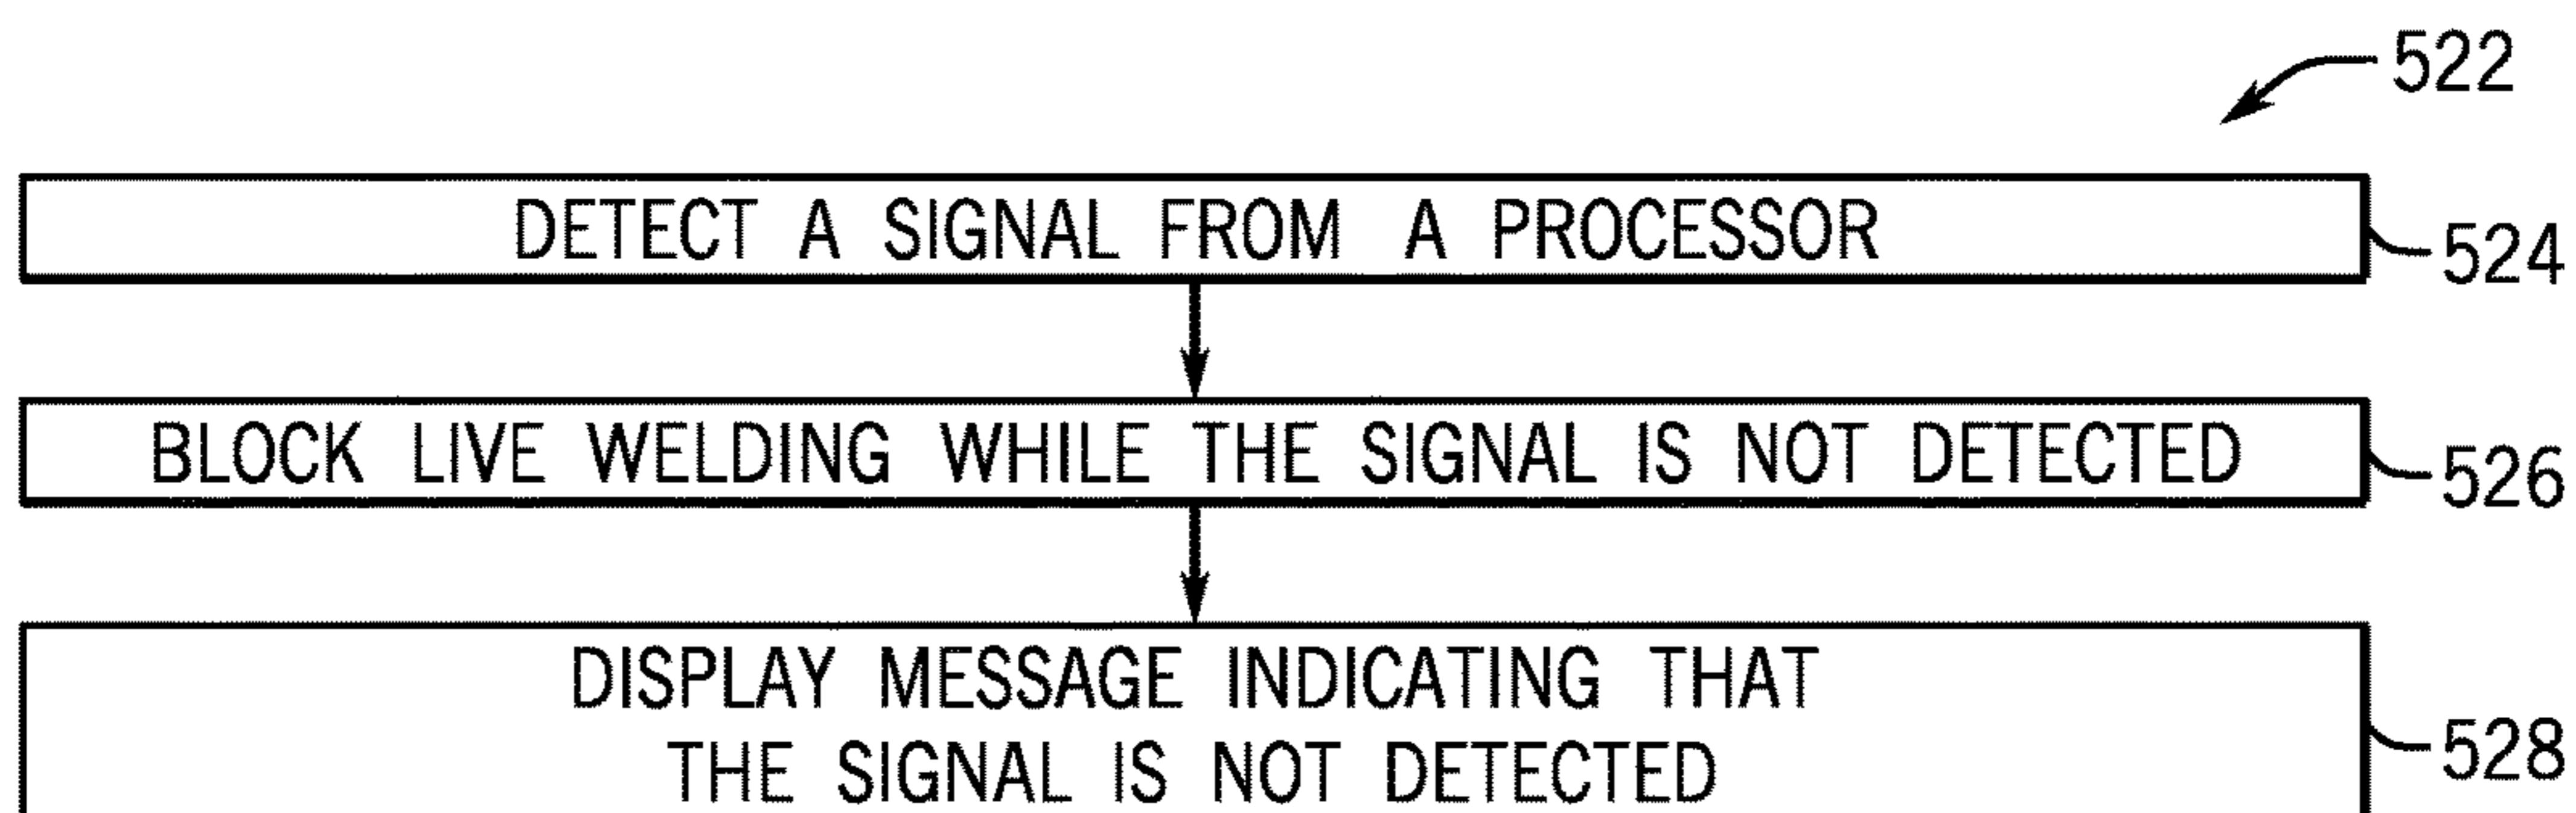 522
DETECT A SIGNAL FROM A PROCESSOR
524
BLOCK LIVE WELDING WHILE THE SIGNAL IS NOT DETECTED
526
DISPLAY MESSAGE INDICATING THAT
THE SIGNAL IS NOT DETECTED
528